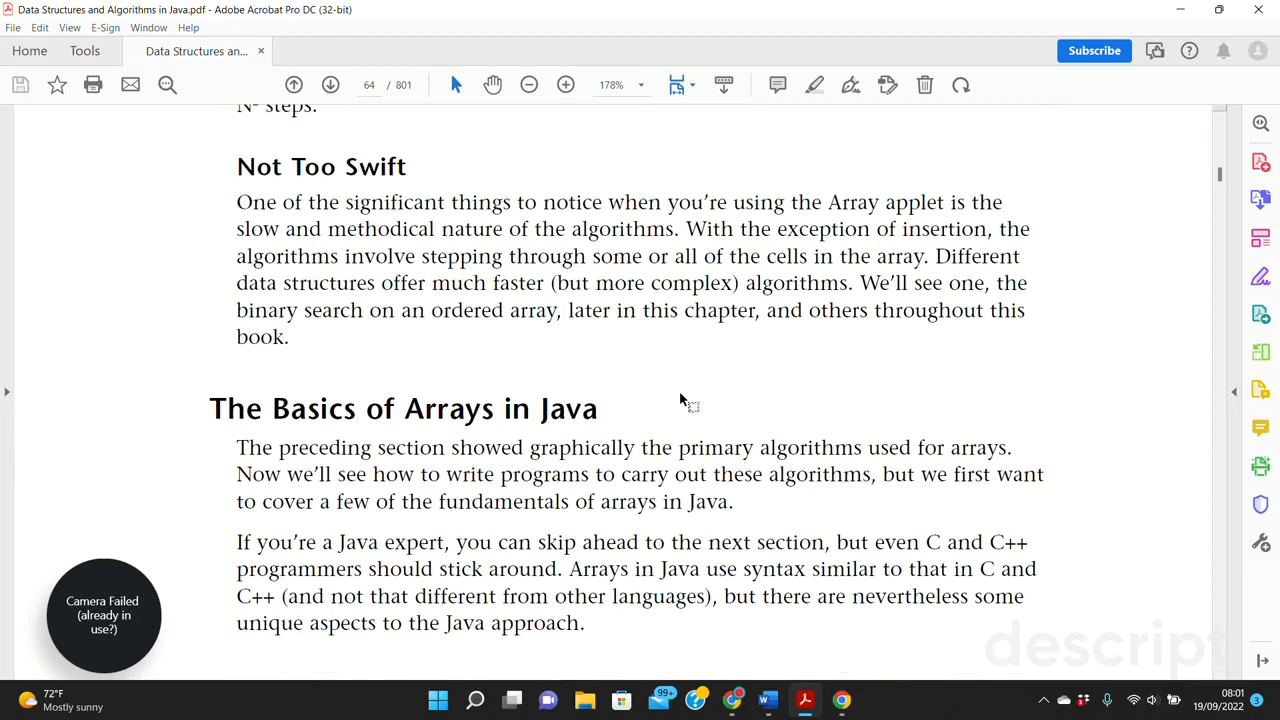 Data Structures and Algorithms in Java.pdf - Adobe Acrobat Pro DC (32-bit)
File Edit View E-Sign Window Help
Home Tools Data Structures an... × Subscribe
64 / 801 178%
N² steps.
Not Too Swift
One of the significant things to notice when you’re using the Array applet is the
slow and methodical nature of the algorithms. With the exception of insertion, the
algorithms involve stepping through some or all of the cells in the array. Different
data structures offer much faster (but more complex) algorithms. We’ll see one, the
binary search on an ordered array, later in this chapter, and others throughout this
book.
The Basics of Arrays in Java
The preceding section showed graphically the primary algorithms used for arrays.
Now we’ll see how to write programs to carry out these algorithms, but we first want
to cover a few of the fundamentals of arrays in Java.
If you’re a Java expert, you can skip ahead to the next section, but even C and C++
programmers should stick around. Arrays in Java use syntax similar to that in C and
C++ (and not that different from other languages), but there are nevertheless some
unique aspects to the Java approach.
Camera Failed
(already in
use?)
descript
72°F
Mostly sunny
99+
08:01
19/09/2022
3